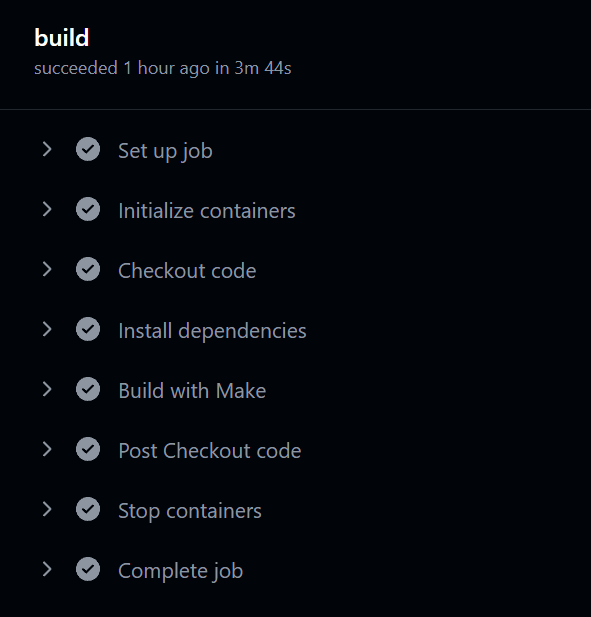 build
succeeded 1 hour ago in 3m 44s
Set up job
Initialize containers
Checkout code
Install dependencies
Build with Make
Post Checkout code
Stop containers
Complete job